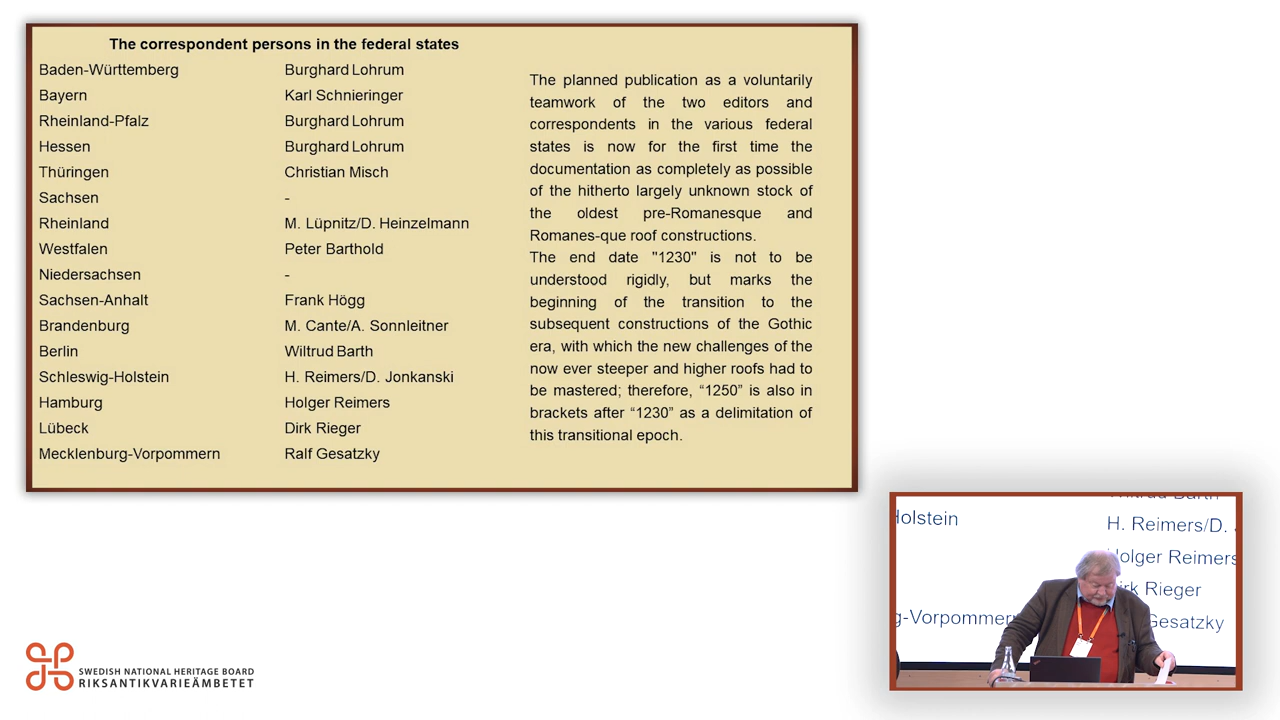 The correspondent persons in the federal states
Baden-Württemberg Burghard Lohrum
Bayern Karl Schnieringer
Rheinland-Pfalz Burghard Lohrum
Hessen Burghard Lohrum
Thüringen Christian Misch
Sachsen -
Rheinland M. Lüpnitz/D. Heinzelmann
Westfalen Peter Barthold
Niedersachsen -
Sachsen-Anhalt Frank Högg
Brandenburg M. Cante/A. Sonnleitner
Berlin Wiltrud Barth
Schleswig-Holstein H. Reimers/D. Jonkanski
Hamburg Holger Reimers
Lübeck Dirk Rieger
Mecklenburg-Vorpommern Ralf Gesatzky
The planned publication as a voluntarily
teamwork of the two editors and
correspondents in the various federal
states is now for the first time the
documentation as completely as possible
of the hitherto largely unknown stock of
the oldest pre-Romanesque and
Romanes-que roof constructions.
The end date "1230" is not to be
understood rigidly, but marks the
beginning of the transition to the
subsequent constructions of the Gothic
era, with which the new challenges of the
now ever steeper and higher roofs had to
be mastered; therefore, “1250” is also in
brackets after “1230” as a delimitation of
this transitional epoch.
Wiltrud Barth
Holstein H. Reimers/D.
Holger Reimers
Dirk Rieger
g-Vorpommern Gesatzky
SWEDISH NATIONAL HERITAGE BOARD
RIKSANTIKVARIEÄMBETET